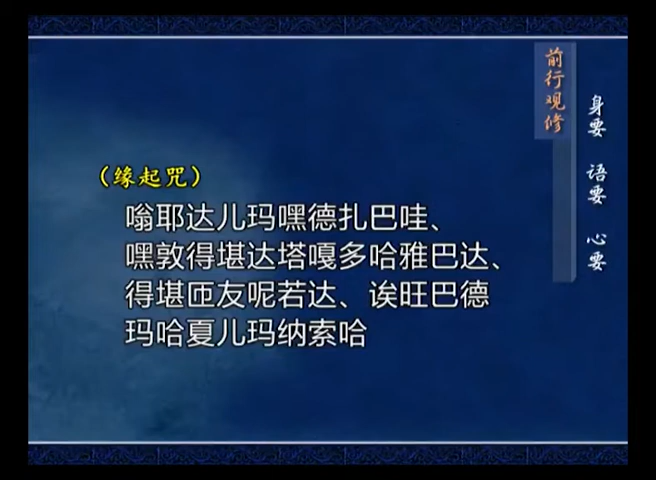 前行观修
身要 语要 心要
（缘起咒）
嗡耶达儿玛嘿德扎巴哇、
嘿敦得堪达塔嘎多哈雅巴达、
得堪匝友呢若达、诶旺巴德
玛哈夏儿玛纳索哈